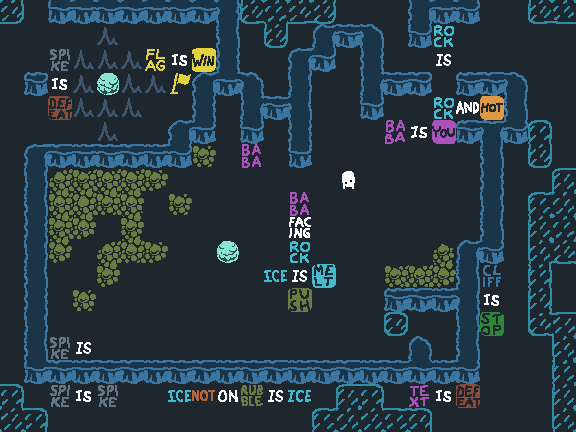 ROCK
IS
SPIKE FLAG IS WIN
IS
DEFEAT ROCK AND HOT
BABA IS YOU
BABA
BABA
FACING
ROCK
ICE IS MELT
CLIFF
PUSH IS
STOP
SPIKE IS
SPIKE IS SPIKE ICE NOT ON RUBBLE IS ICE TEXT IS DEFEAT